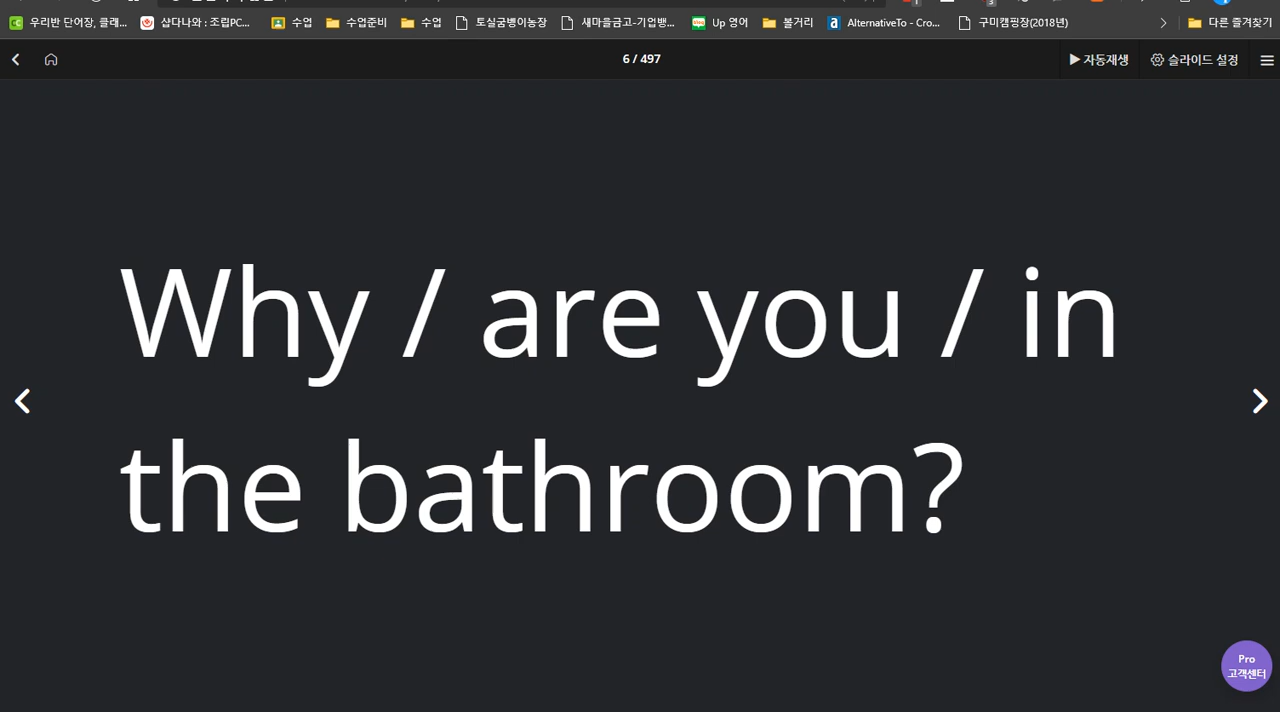 우리반 단어장, 클래...
샵다나와 : 조립PC...
수업
수업준비
수업
토실굼벵이농장
새마을금고-기업뱅...
Up 영어
볼거리
AlternativeTo - Cro...
구미캠핑장(2018년)
다른 즐겨찾기
6 / 497
자동재생
슬라이드 설정
Why / are you / in
the bathroom?
Pro
고객센터